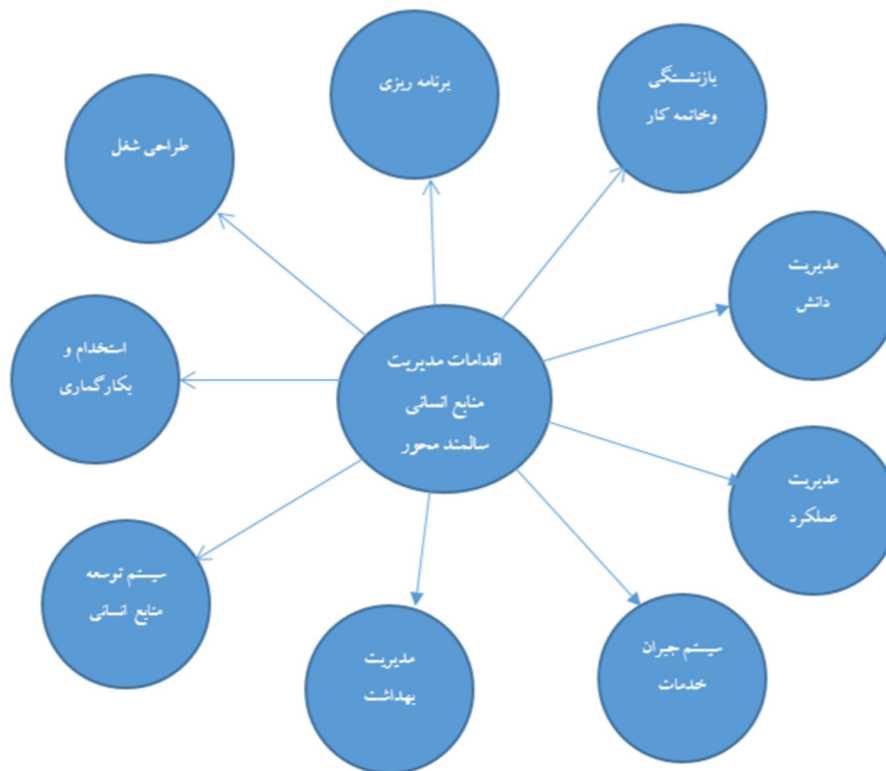 برنامه ریزی
بازنشستگی
وخاتمه کار
طراحی شغل
مدیریت
دانش
استخدام و
بکارگماری
اقدامات مدیریت
منابع انسانی
سالمند محور
مدیریت
عملکرد
سیستم توسعه
منابع انسانی
مدیریت
بهداشت
سیستم جبران
خدمات